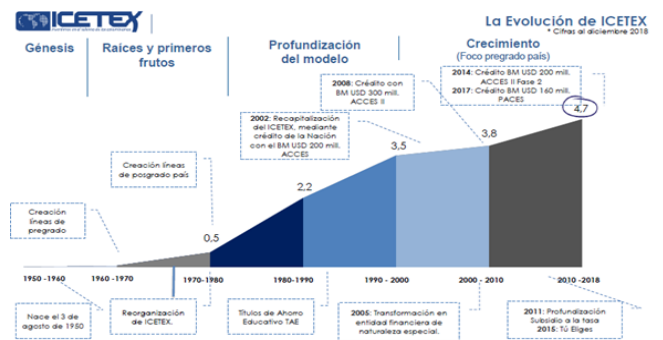 ICETEX
La Evolución de ICETEX
* Cifras al diciembre 2018
Génesis
Raíces y primeros
frutos
Profundización
del modelo
Crecimiento
(Foco pregrado país)
2014: Crédito BM USD 200 mill.
ACCES II Fase 2
2017: Crédito BM USD 160 mill.
PACES
2008: Crédito con
BM USD 300 mill.
ACCES II
2002: Recapitalización
del ICETEX, mediante
crédito de la Nación
con el BM USD 200 mill.
ACCES
Creación líneas
de posgrado país
Creación
líneas de
pregrado
0,5
2,2
3,5
3,8
4,7
1950 -1960
1960 -1970
1970-1980
1980-1990
1990 - 2000
2000 - 2010
2010 -2018
Nace el 3 de
agosto de 1950
Reorganización
de ICETEX.
Títulos de Ahorro
Educativo TAE
2005: Transformación en
entidad financiera de
naturaleza especial.
2011: Profundización
Subsidio a la tasa
2015: Tú Eliges